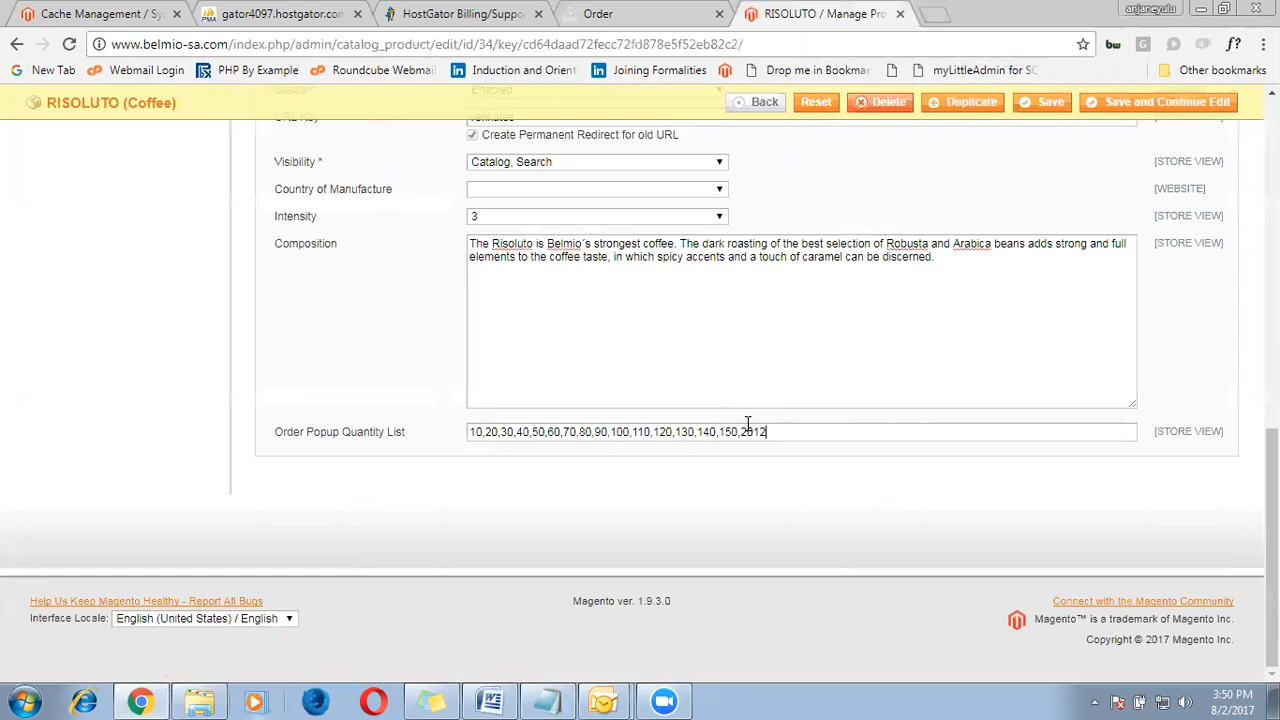 Cache Management / Sy
gator4097.hostgator.com
HostGator Billing/Suppo
Order
RISOLUTO / Manage Pro
anjaneyulu
www.belmio-sa.com/index.php/admin/catalog_product/edit/id/34/key/cd64daad72fecc72fd878e5f52eb82c2/
New Tab
Webmail Login
PHP By Example
Roundcube Webmail
Induction and Orient
Joining Formalities
Drop me in Bookmar
myLittleAdmin for SC
Other bookmarks
RISOLUTO (Coffee)
Back
Reset
Delete
Duplicate
Save
Save and Continue Edit
Create Permanent Redirect for old URL
Visibility *
Catalog, Search
[STORE VIEW]
Country of Manufacture
[WEBSITE]
Intensity
3
[STORE VIEW]
Composition
The Risoluto is Belmio´s strongest coffee. The dark roasting of the best selection of Robusta and Arabica beans adds strong and full
elements to the coffee taste, in which spicy accents and a touch of caramel can be discerned.
[STORE VIEW]
Order Popup Quantity List
10,20,30,40,50,60,70,80,90,100,110,120,130,140,150,2012
[STORE VIEW]
Help Us Keep Magento Healthy - Report All Bugs
Interface Locale: English (United States) / English
Magento ver. 1.9.3.0
Connect with the Magento Community
Magento™ is a trademark of Magento Inc.
Copyright © 2017 Magento Inc.
3:50 PM
8/2/2017